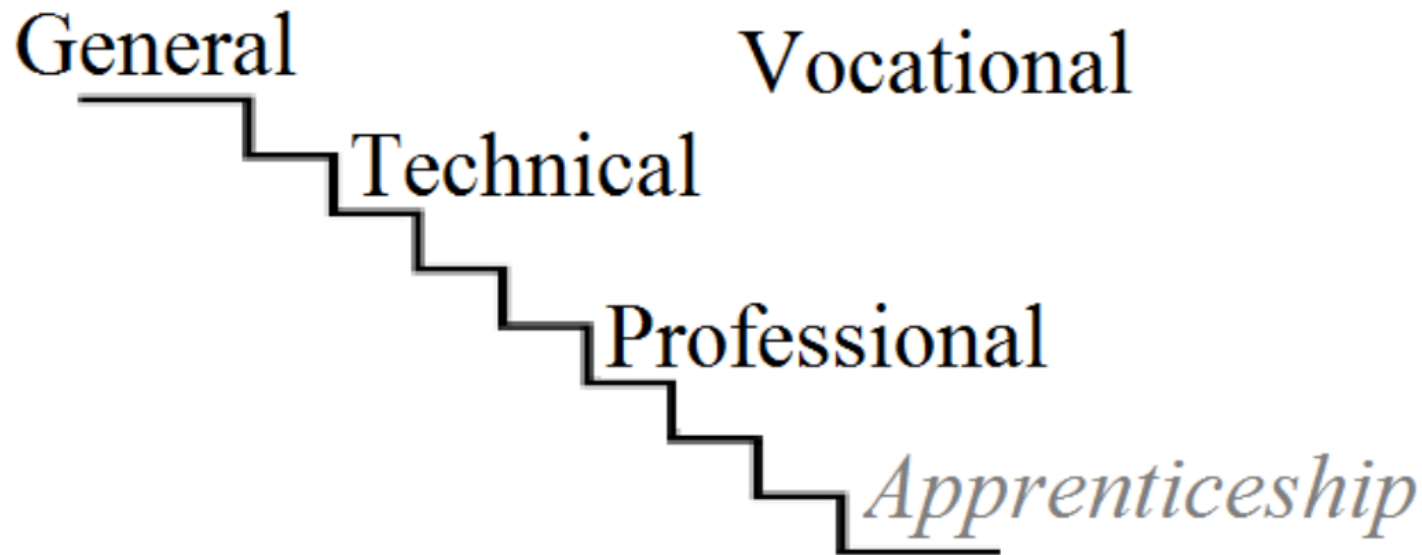 General
Vocational
Technical
Professional
Apprenticeship